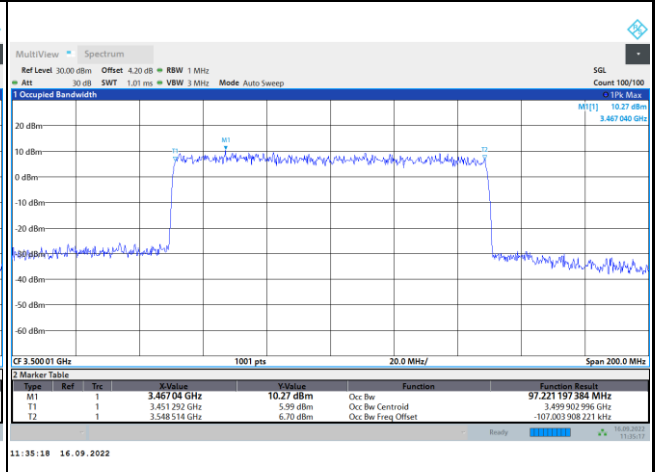 MultiView Spectrum
Ref Level 30.00 dBm Offset 4.20 dB RBW 1 MHz SGL
Att 30 dB SWT 1.01 ms VBW 3 MHz Mode Auto Sweep Count 100/100
1 Occupied Bandwidth 1Pk Max
M1[1] 10.27 dBm
3.467 040 GHz
20 dBm
M1
10 dBm
T1
T2
0 dBm
-10 dBm
-20 dBm
-30 dBm
-40 dBm
-50 dBm
-60 dBm
CF 3.500 01 GHz 1001 pts 20.0 MHz/ Span 200.0 MHz
2 Marker Table
Type Ref Trc X-Value Y-Value Function Function Result
M1 1 3.467 04 GHz 10.27 dBm Occ Bw 97.221 197 384 MHz
T1 1 3.451 292 GHz 5.99 dBm Occ Bw Centroid 3.499 902 996 GHz
T2 1 3.548 514 GHz 6.70 dBm Occ Bw Freq Offset -107.003 908 221 kHz
Ready 16.09.2022
11:35:17
11:35:18 16.09.2022